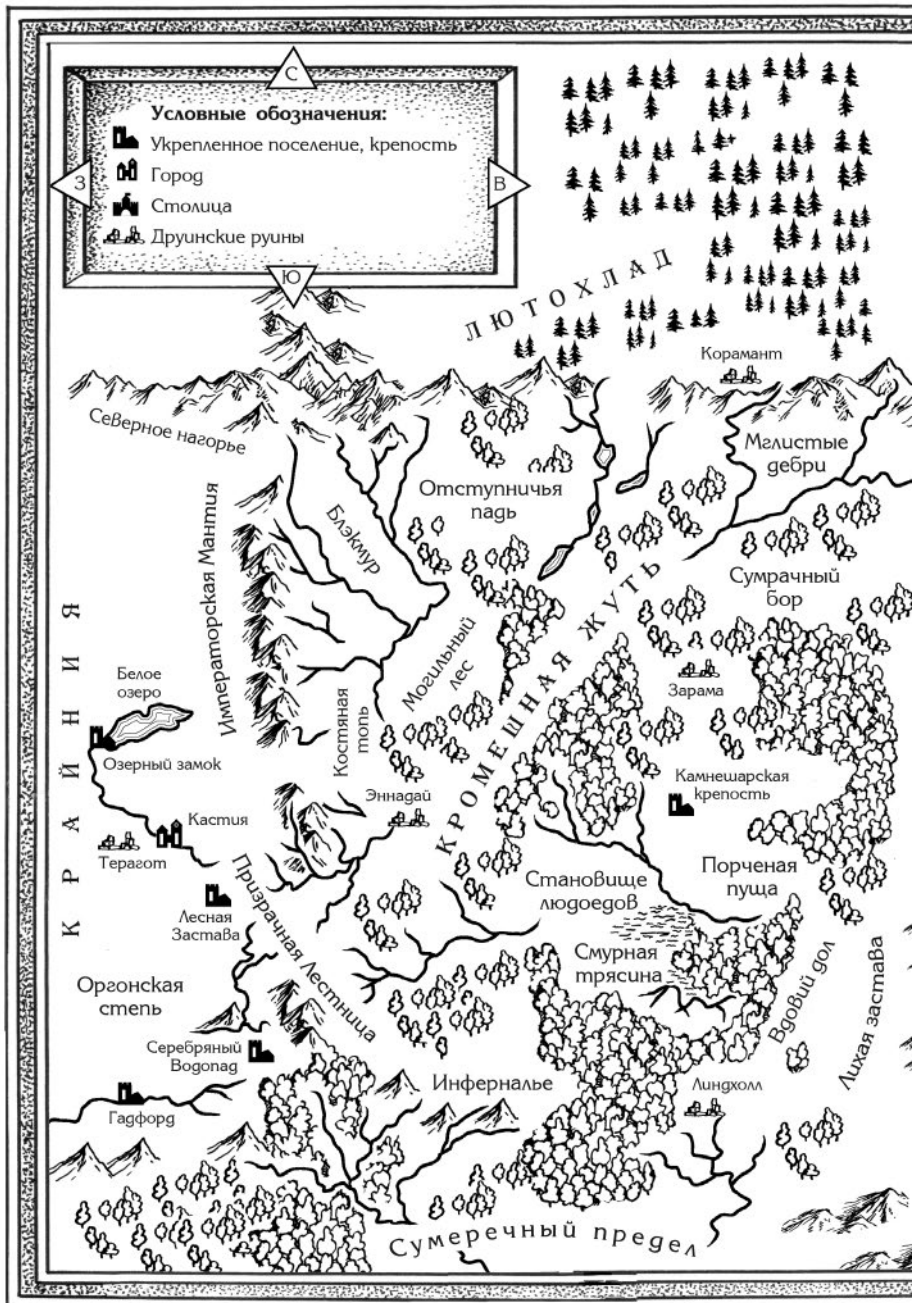 С
Условные обозначения:
Укрепленное поселение, крепость
З
Город
В
Столица
Друинские руины
Ю
ЛЮТОХЛАД
Корамант
Северное нагорье
Мглистые
дебри
Отступничья
падь
Блэкмур
Императорская Мантия
Сумрачный
бор
КРОМЕШНАЯ ЖУТЬ
Могильный
лес
Зарама
Белое
озеро
Костяная
топь
КРАЙНИЯ
Озерный замок
Камнешарская
крепость
Эннадай
Кастия
Терагот
Призрачная Лестница
Становище
людоедов
Порченая
пуща
Лесная
Застава
Смурная
трясина
Вдовий дол
Лихая застава
Оргонская
степь
Серебряный
Водопад
Инферналье
Линдхолл
Гадфорд
Сумеречный предел